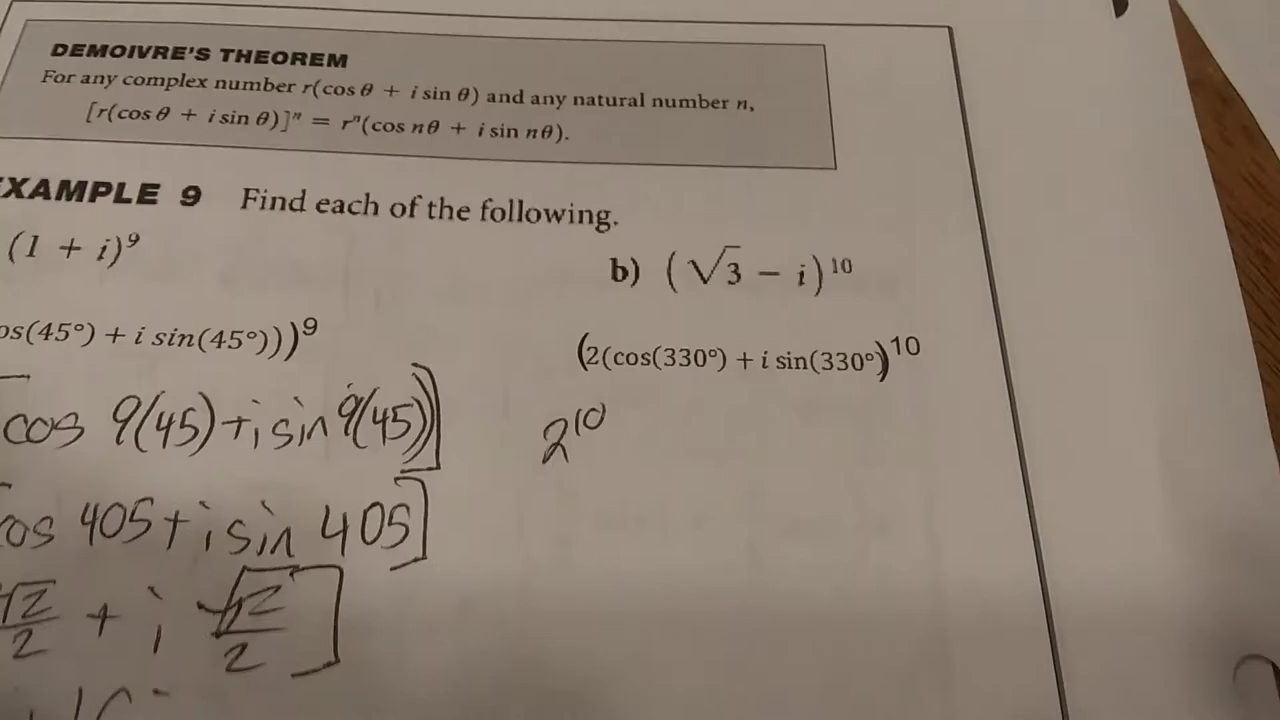 DEMOIVRE'S THEOREM
For any complex number r(cos θ + i sin θ) and any natural number n,
[r(cos θ + i sin θ)]ⁿ = rⁿ(cos nθ + i sin nθ).
EXAMPLE 9 Find each of the following.
(1 + i)⁹
b) (√3 − i)¹⁰
os(45°) + i sin(45°)))⁹
(2(cos(330°) + i sin(330°)¹⁰
cos 9(45) + i sin 9(45))]
2¹⁰
os 405 + i sin 405]
√2/2 + i √2/2]